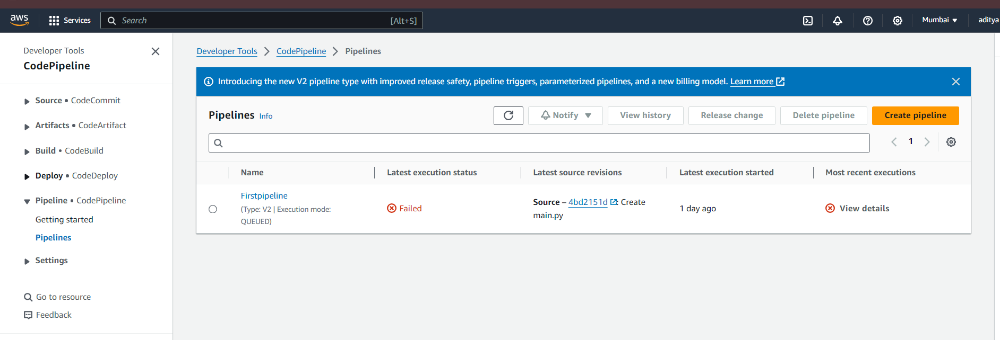 aws
Services
Search
[Alt+S]
Mumbai
aditya
Developer Tools
CodePipeline
Source • CodeCommit
Artifacts • CodeArtifact
Build • CodeBuild
Deploy • CodeDeploy
Pipeline • CodePipeline
Getting started
Pipelines
Settings
Go to resource
Feedback
Developer Tools
CodePipeline
Pipelines
Introducing the new V2 pipeline type with improved release safety, pipeline triggers, parameterized pipelines, and a new billing model. Learn more
Pipelines Info
Notify
View history
Release change
Delete pipeline
Create pipeline
1
Name
Latest execution status
Latest source revisions
Latest execution started
Most recent executions
Firstpipeline
(Type: V2 | Execution mode:
QUEUED)
Failed
Source – 4bd2151d : Create
main.py
1 day ago
View details